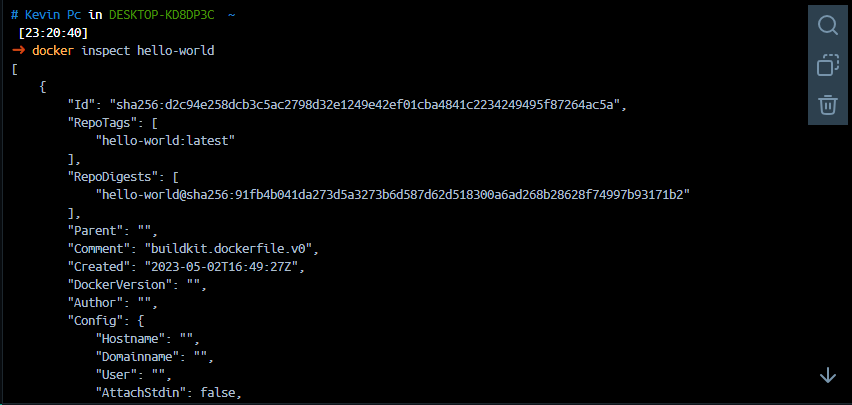 # Kevin Pc in DESKTOP-KD8DP3C ~
[23:20:40]
➜ docker inspect hello-world
[
    {
        "Id": "sha256:d2c94e258dcb3c5ac2798d32e1249e42ef01cba4841c2234249495f87264ac5a",
        "RepoTags": [
            "hello-world:latest"
        ],
        "RepoDigests": [
            "hello-world@sha256:91fb4b041da273d5a3273b6d587d62d518300a6ad268b28628f74997b93171b2"
        ],
        "Parent": "",
        "Comment": "buildkit.dockerfile.v0",
        "Created": "2023-05-02T16:49:27Z",
        "DockerVersion": "",
        "Author": "",
        "Config": {
            "Hostname": "",
            "Domainname": "",
            "User": "",
            "AttachStdin": false,